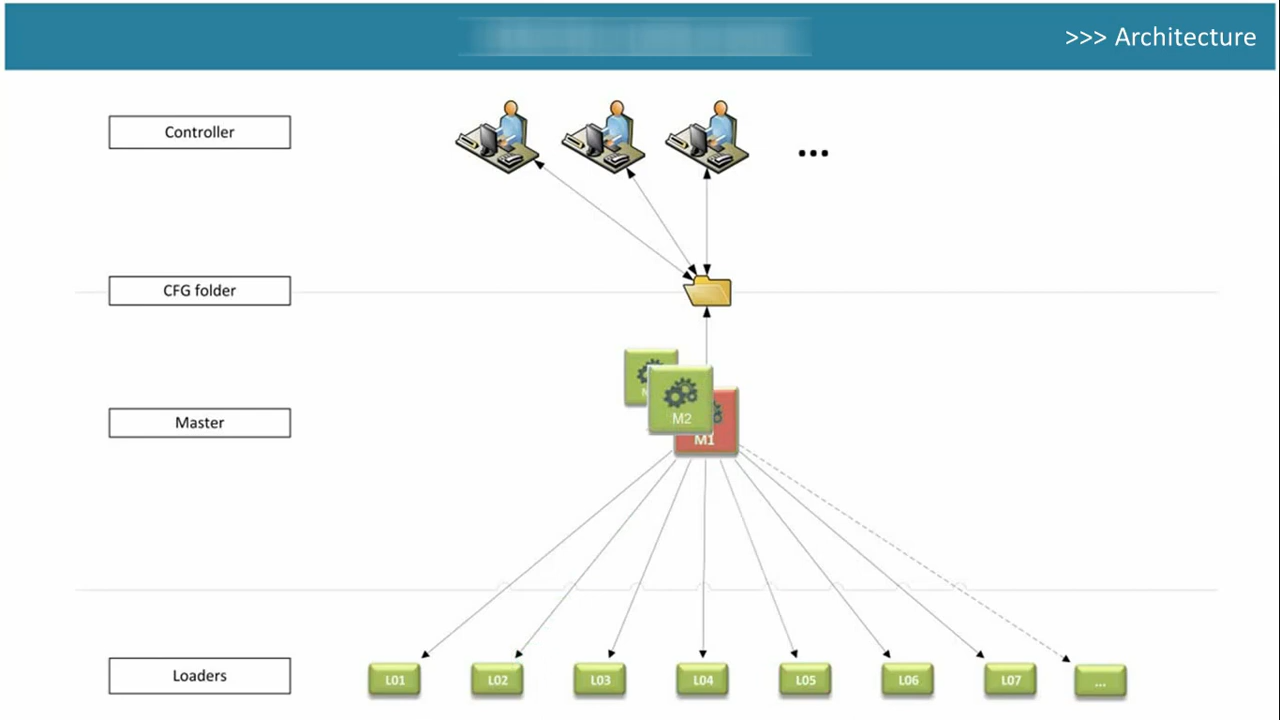 >>> Architecture
Controller
...
CFG folder
M2
M1
Master
L01
L02
L03
L04
L05
L06
L07
...
Loaders